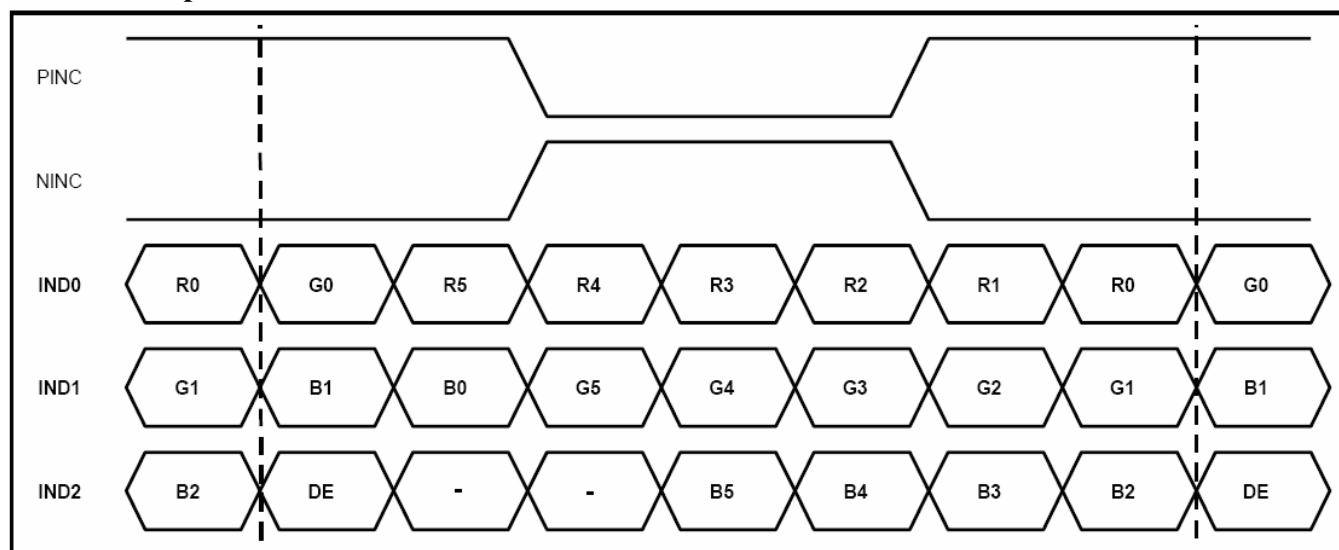 PINC
NINC
IND0 R0 G0 R5 R4 R3 R2 R1 R0 G0
IND1 G1 B1 B0 G5 G4 G3 G2 G1 B1
IND2 B2 DE - - B5 B4 B3 B2 DE